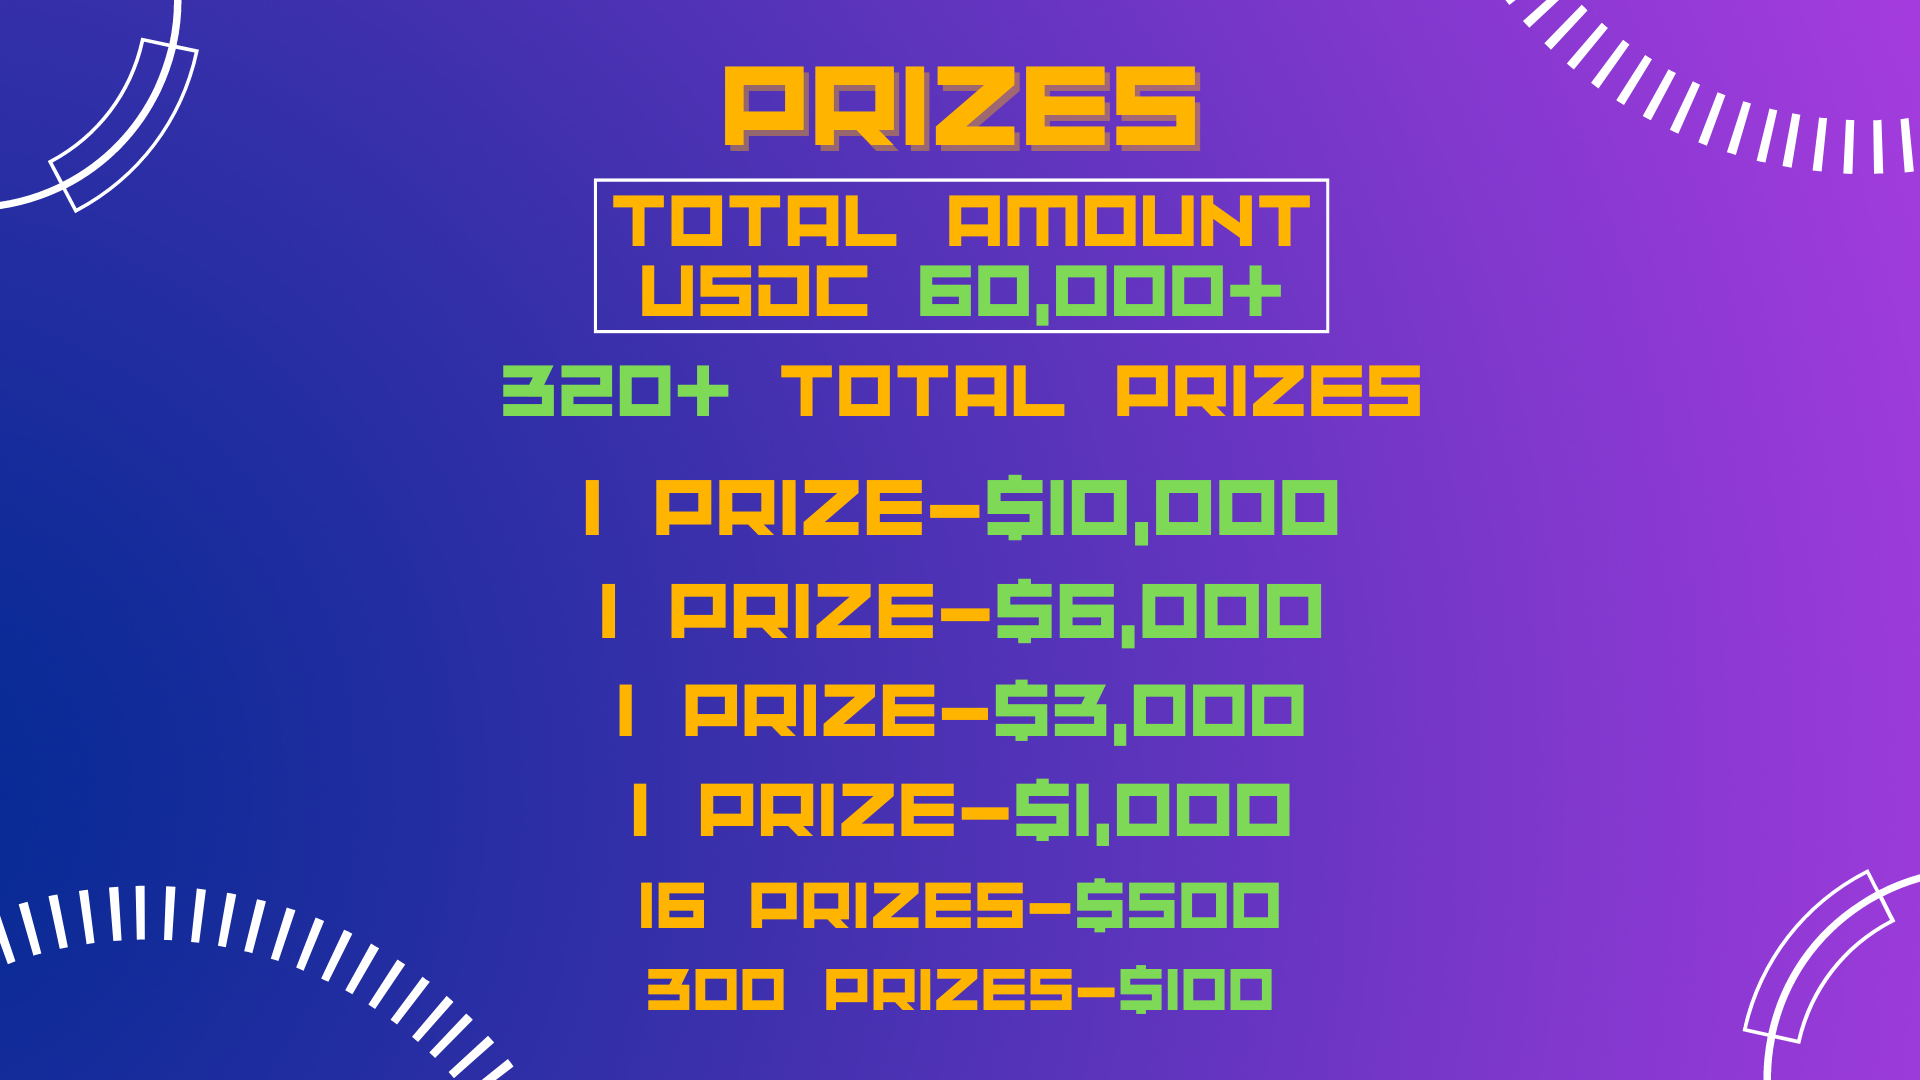 PRIZES
TOTAL AMOUNT
USDC 60,000+
320+ TOTAL PRIZES
1 PRIZE-$10,000
1 PRIZE-$6,000
1 PRIZE-$3,000
1 PRIZE-$1,000
16 PRIZES-$500
300 PRIZES-$100